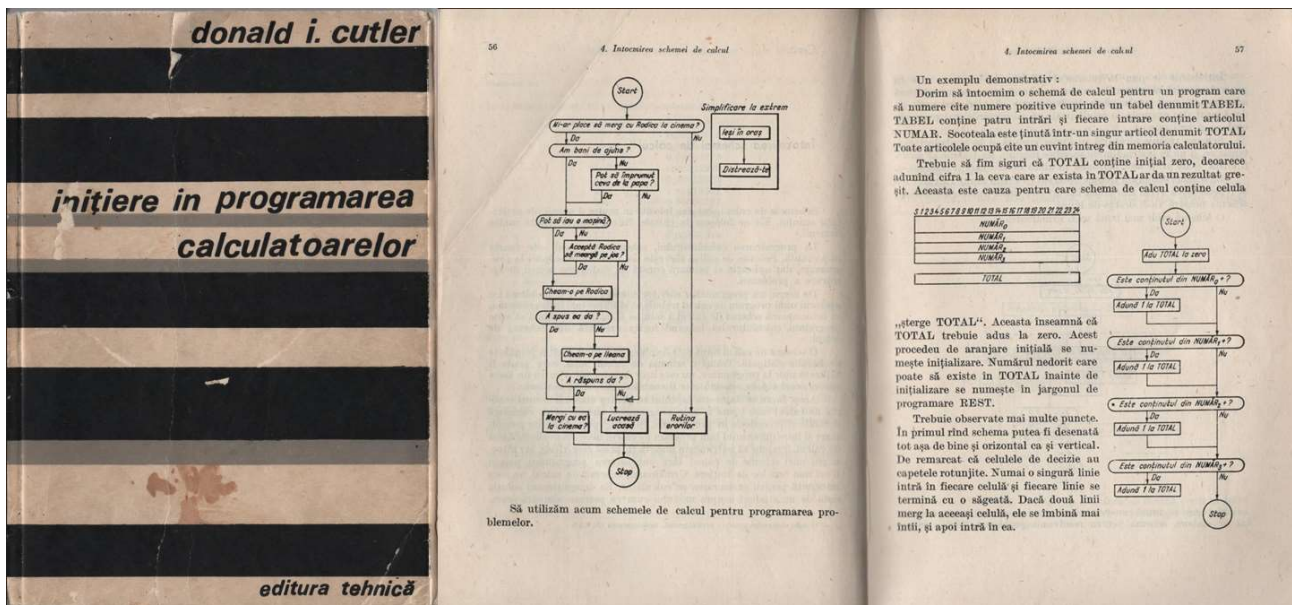 donald i. cutler
inițiere in programarea
calculatoarelor
editura tehnică
56
4. Intocmirea schemei de calcul
Start
Mi-ar place să merg cu Rodica la cinema?
Da
Nu
Am bani de ajuns?
Da
Nu
Pot să împrumut
ceva de la papa?
Da
Nu
Pot să iau o mașină?
Da
Nu
Acceptă Rodica
să meargă pe jos?
Da
Nu
Cheam-o pe Rodica
A spus ea da?
Da
Nu
Cheam-o pe Ileana
A răspuns da?
Da
Nu
Mergi cu ea
la cinema?
Lucrează
acasă
Rutina
erorilor
Stop
Simplificare la extrem
Ieși în oraș
Distrează-te
Să utilizăm acum schemele de calcul pentru programarea pro-
blemelor.
4. Intocmirea schemei de calcul
57
Un exemplu demonstrativ :
Dorim să întocmim o schemă de calcul pentru un program care
să numere cîte numere pozitive cuprinde un tabel denumit TABEL.
TABEL conține patru intrări și fiecare intrare conține articolul
NUMAR. Socoteala este ținută într-un singur articol denumit TOTAL
Toate articolele ocupă cîte un cuvînt întreg din memoria calculatorului.
Trebuie să fim siguri că TOTAL conține inițial zero, deoarece
adunînd cifra 1 la ceva care ar exista în TOTAL ar da un rezultat gre-
șit. Aceasta este cauza pentru care schema de calcul conține celula
S 1 2 3 4 5 6 7 8 9 10 11 12 13 14 15 16 17 18 19 20 21 22 23 24
NUMĂR₀
NUMĂR₁
NUMĂR₂
NUMĂR₃
TOTAL
„șterge TOTAL“. Aceasta înseamnă că
TOTAL trebuie adus la zero. Acest
procedeu de aranjare inițială se nu-
mește inițializare. Numărul nedorit care
poate să existe în TOTAL înainte de
inițializare se numește în jargonul de
programare REST.
Trebuie observate mai multe puncte.
În primul rînd schema putea fi desenată
tot așa de bine și orizontal ca și vertical.
De remarcat că celulele de decizie au
capetele rotunjite. Numai o singură linie
intră în fiecare celulă și fiecare linie se
termină cu o săgeată. Dacă două linii
merg la aceeași celulă, ele se îmbină mai
întîi, și apoi intră în ea.
Start
Adu TOTAL la zero
Este conținutul din NUMĂR₀+?
Da
Nu
Adună 1 la TOTAL
Este conținutul din NUMĂR₁+?
Da
Nu
Adună 1 la TOTAL
Este conținutul din NUMĂR₂+?
Da
Nu
Adună 1 la TOTAL
Este conținutul din NUMĂR₃+?
Da
Nu
Adună 1 la TOTAL
Stop